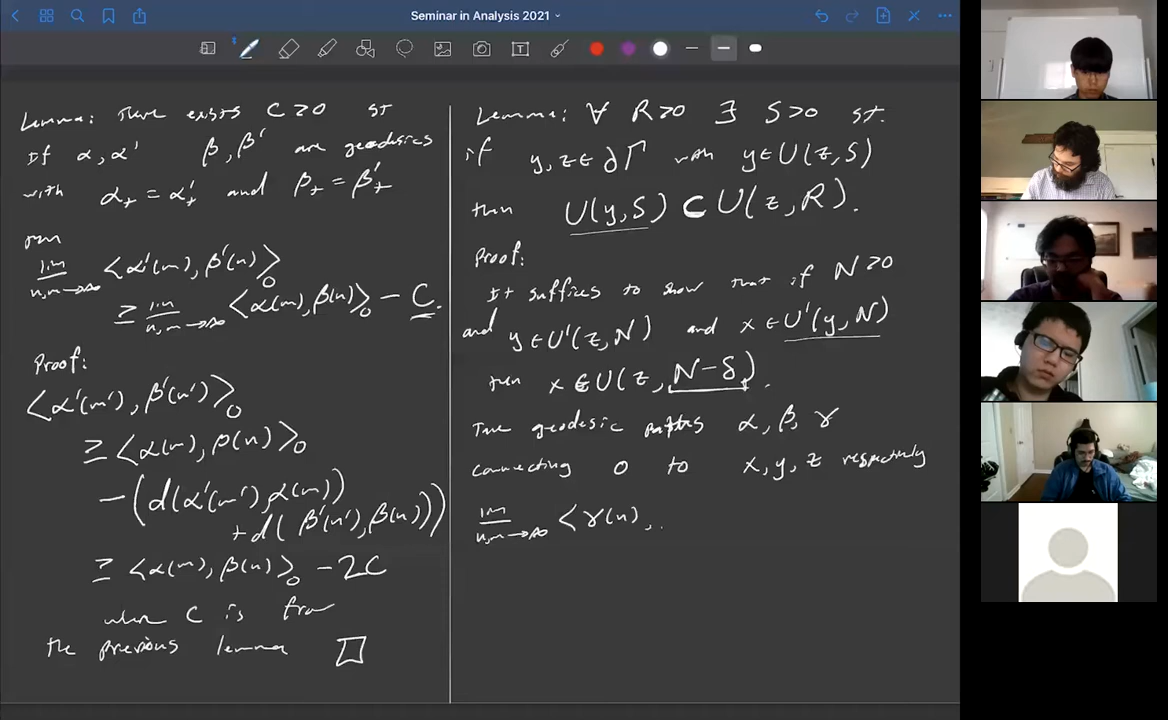 Seminar in Analysis 2021
Lemma: There exists C≥0 st
if α, α' β, β' are geodesics
with α₊ = α'₊ and β₊ = β'₊
then
lim n,m→∞ <α'(m), β'(n)>₀
≥ lim n,m→∞ <α(m), β(n)>₀ - C.
Proof:
<α'(m'), β'(n')>₀
≥ <α(m), β(n)>₀
-(d(α'(m'), α(m))
+ d(β'(n'), β(n)))
≥ <α(m), β(n)>₀ - 2C
where C is from
the previous lemma □
Lemma: ∀ R≥0 ∃ S>0 st.
if y, z ∈ ∂Γ with y ∈ U(z, S)
then U(y, S) ⊂ U(z, R).
Proof:
It suffices to show that if N≥0
and y ∈ U'(z, N) and x ∈ U'(y, N)
then x ∈ U(z, N-δ).
Take geodesic paths α, β, γ
connecting 0 to x, y, z respectively
lim n,m→∞ <γ(n), .